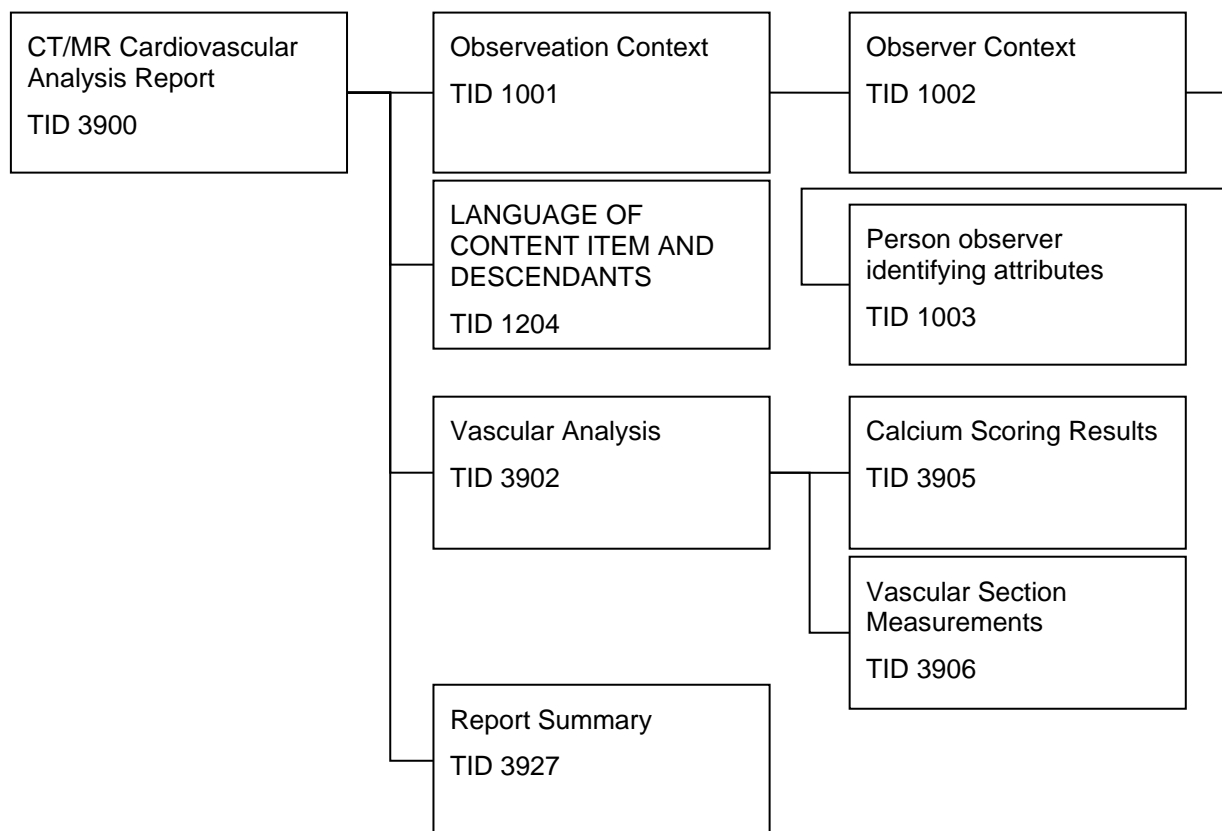 CT/MR Cardiovascular
Analysis Report
TID 3900
Observeation Context
TID 1001
Observer Context
TID 1002
LANGUAGE OF
CONTENT ITEM AND
DESCENDANTS
TID 1204
Person observer
identifying attributes
TID 1003
Vascular Analysis
TID 3902
Calcium Scoring Results
TID 3905
Vascular Section
Measurements
TID 3906
Report Summary
TID 3927